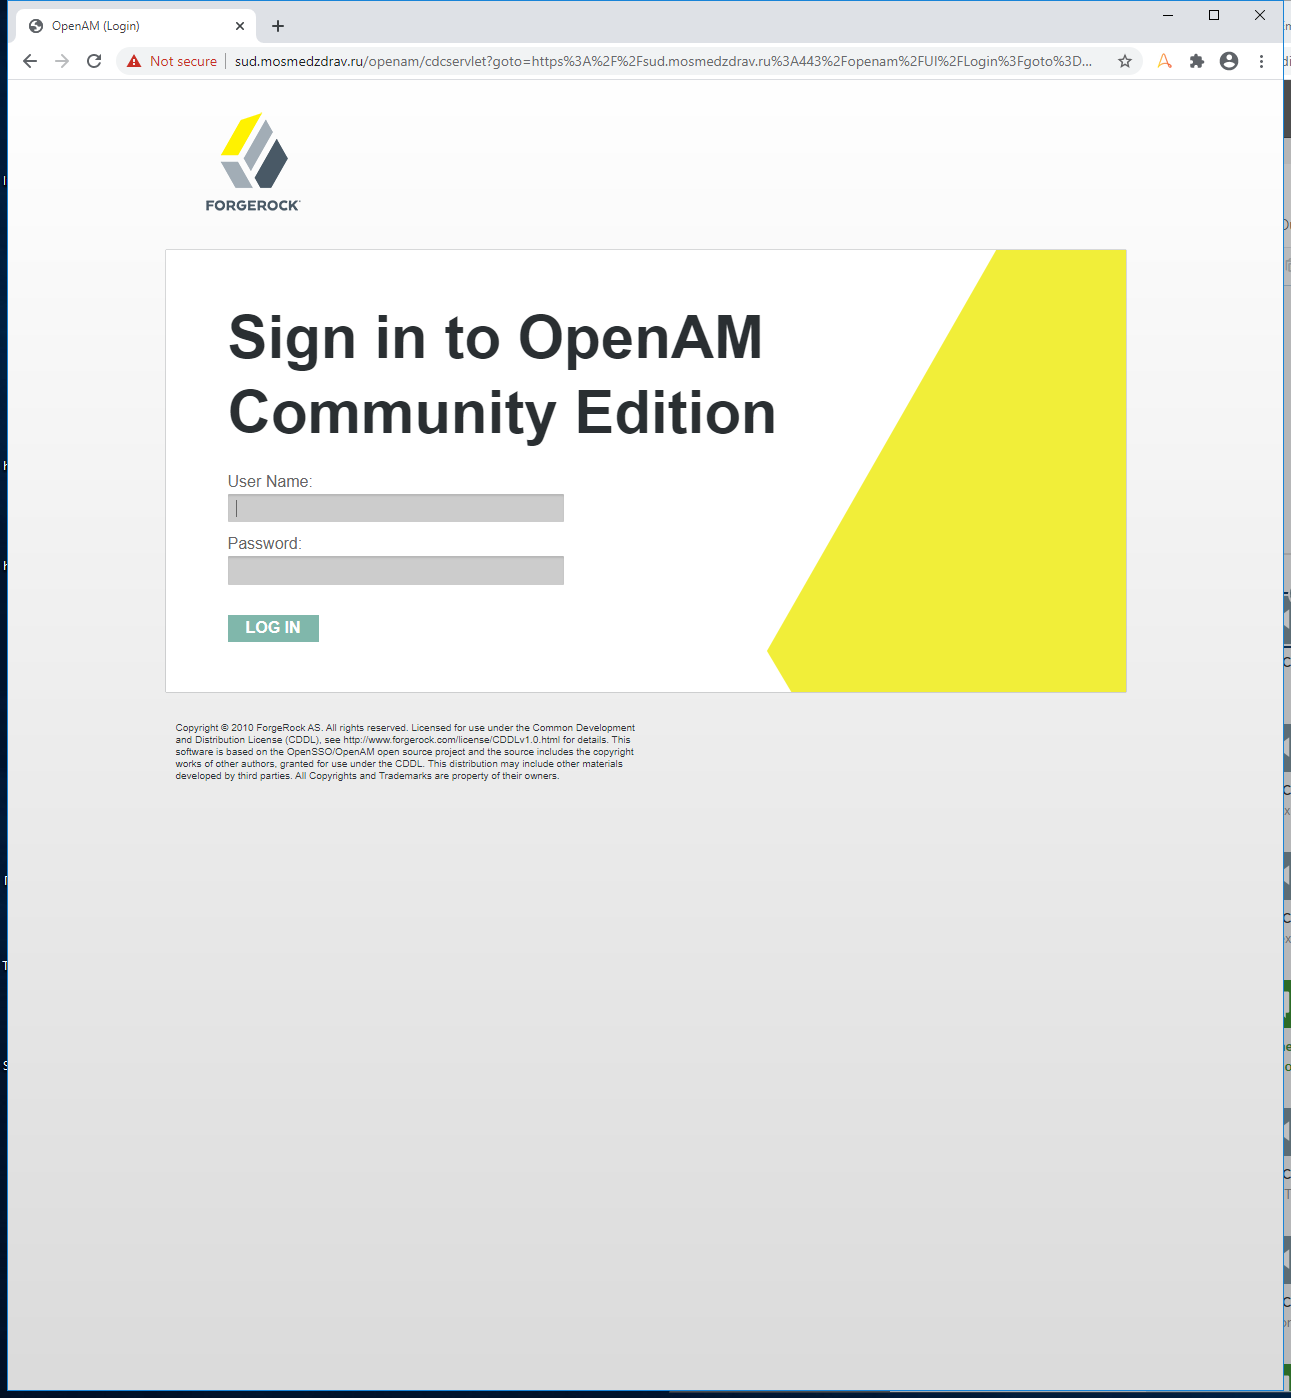 OpenAM (Login)
Not secure
sud.mosmedzdrav.ru/openam/cdcservlet?goto=https%3A%2F%2Fsud.mosmedzdrav.ru%3A443%2Fopenam%2FUI%2FLogin%3Fgoto%3D...
FORGEROCK
Sign in to OpenAM
Community Edition
User Name:
Password:
LOG IN
Copyright © 2010 ForgeRock AS. All rights reserved. Licensed for use under the Common Development
and Distribution License (CDDL), see http://www.forgerock.com/license/CDDLv1.0.html for details. This
software is based on the OpenSSO/OpenAM open source project and the source includes the copyright
works of other authors, granted for use under the CDDL. This distribution may include other materials
developed by third parties. All Copyrights and Trademarks are property of their owners.